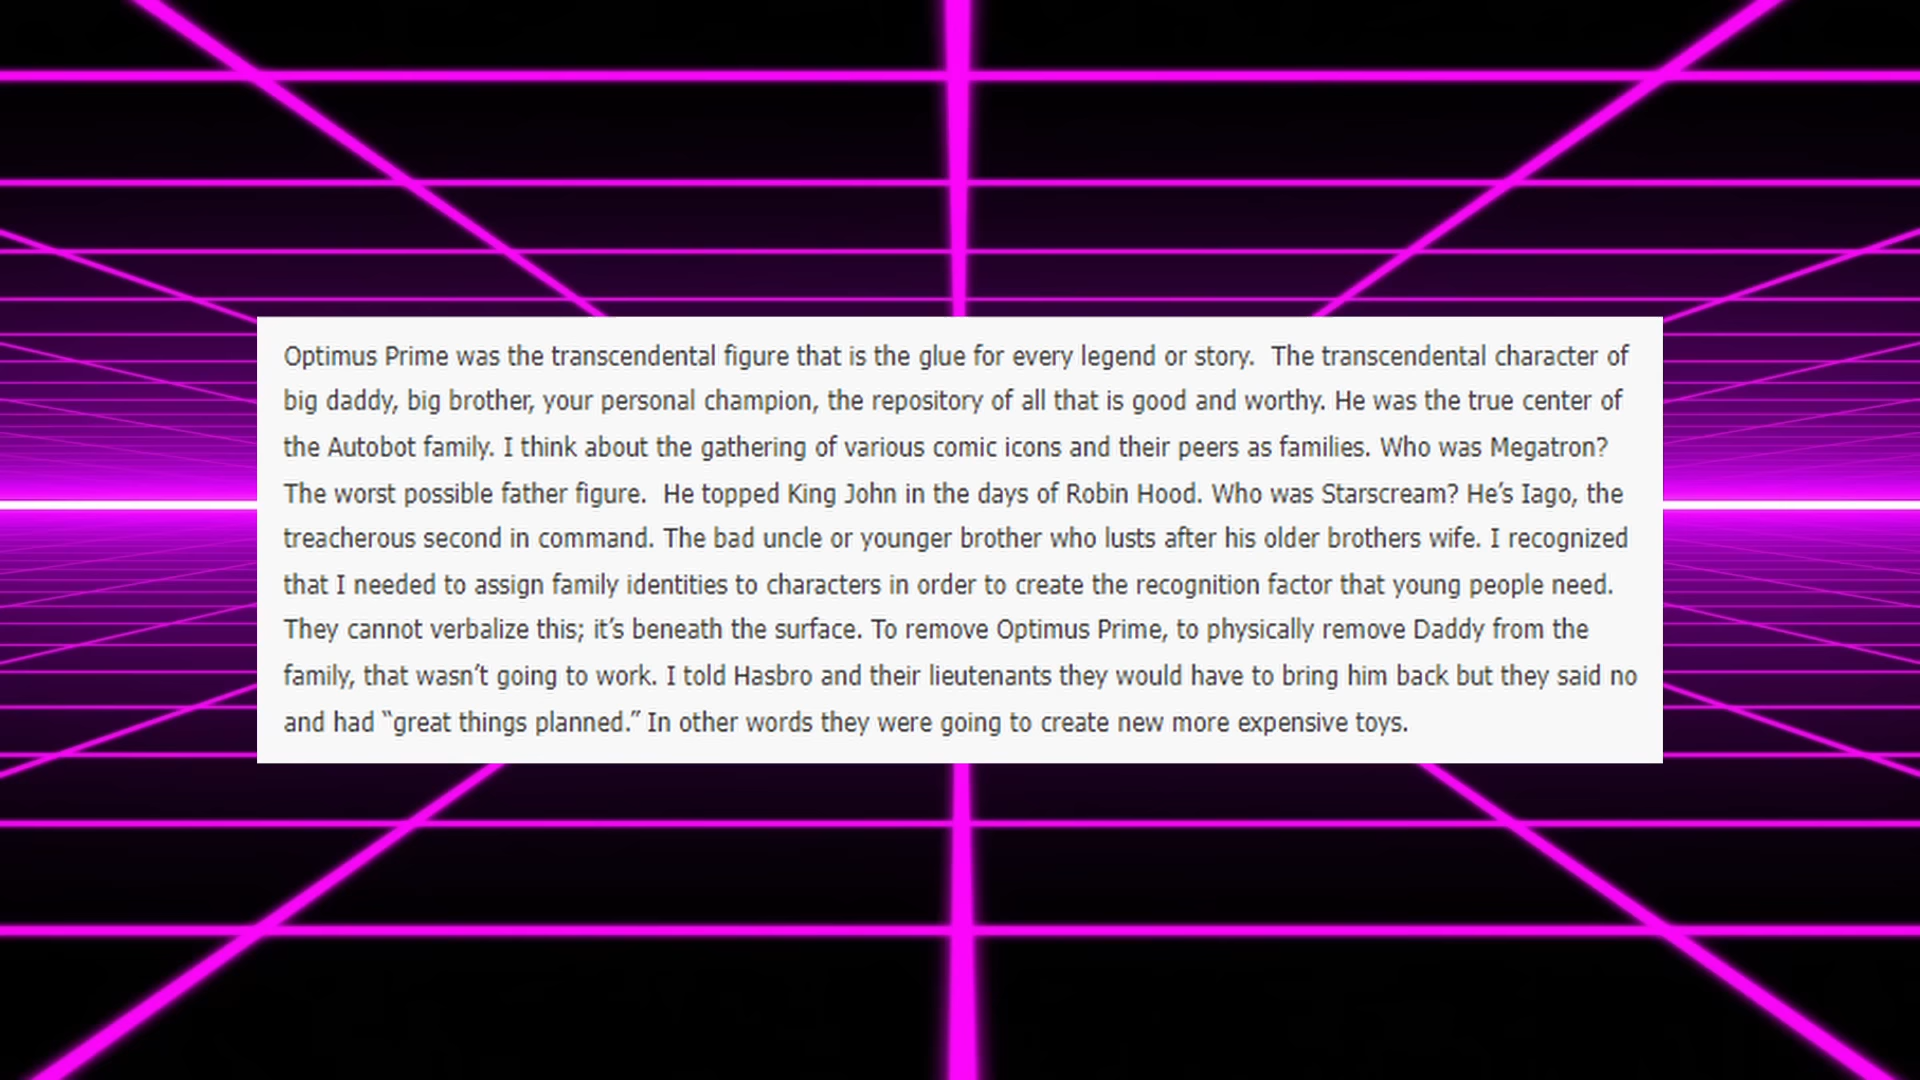 Optimus Prime was the transcendental figure that is the glue for every legend or story.  The transcendental character of
big daddy, big brother, your personal champion, the repository of all that is good and worthy. He was the true center of
the Autobot family. I think about the gathering of various comic icons and their peers as families. Who was Megatron?
The worst possible father figure.  He topped King John in the days of Robin Hood. Who was Starscream? He’s Iago, the
treacherous second in command. The bad uncle or younger brother who lusts after his older brothers wife. I recognized
that I needed to assign family identities to characters in order to create the recognition factor that young people need.
They cannot verbalize this; it’s beneath the surface. To remove Optimus Prime, to physically remove Daddy from the
family, that wasn’t going to work. I told Hasbro and their lieutenants they would have to bring him back but they said no
and had “great things planned.” In other words they were going to create new more expensive toys.